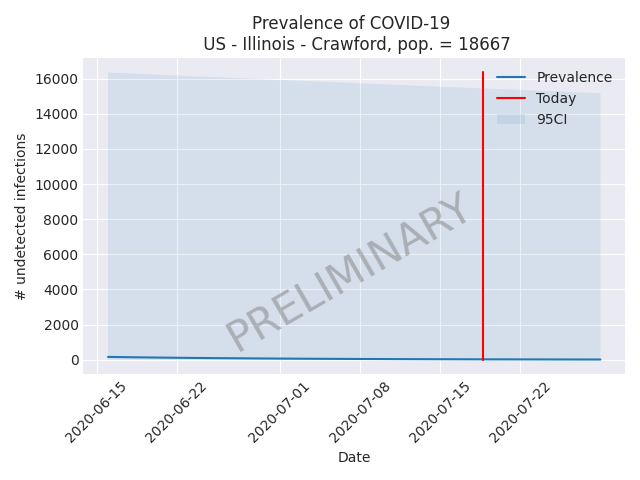 Prevalence of COVID-19
US - Illinois - Crawford, pop. = 18667
Prevalence
Today
95CI
16000
14000
12000
10000
8000
6000
4000
2000
0
# undetected infections
PRELIMINARY
2020-06-15
2020-06-22
2020-07-01
2020-07-08
2020-07-15
2020-07-22
Date